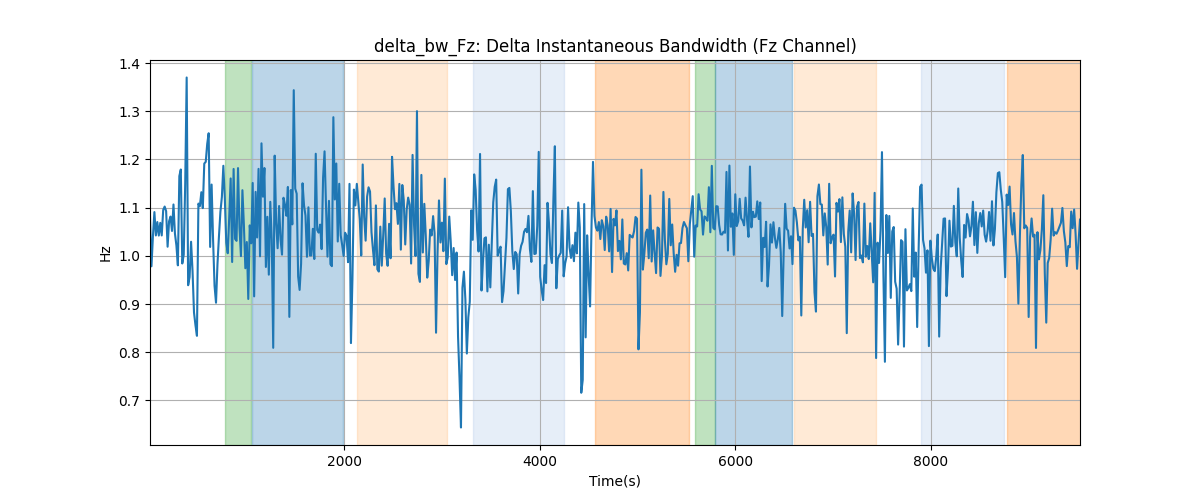 delta_bw_Fz: Delta Instantaneous Bandwidth (Fz Channel)
1.4
1.3
1.2
1.1
1.0
0.9
0.8
0.7
Hz
2000 4000 6000 8000
Time(s)